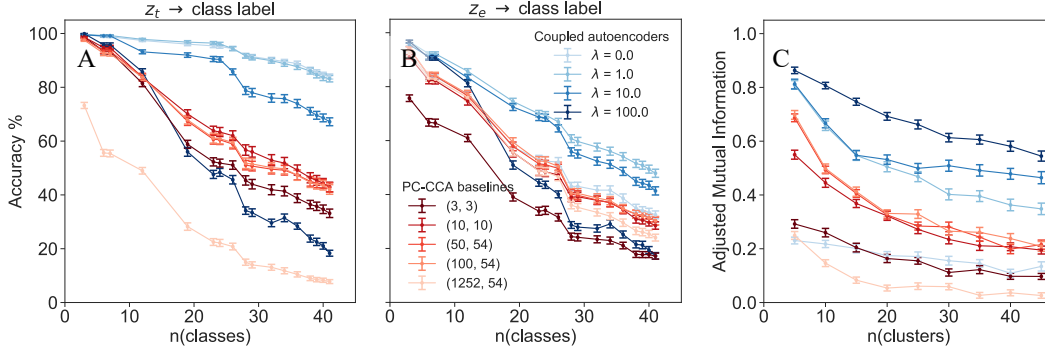 z_t → class label
A
Accuracy %
100
80
60
40
20
0
PC-CCA baselines
(3, 3)
(10, 10)
(50, 54)
(100, 54)
(1252, 54)
0 10 20 30 40
n(classes)
z_e → class label
B
Coupled autoencoders
λ = 0.0
λ = 1.0
λ = 10.0
λ = 100.0
0 10 20 30 40
n(classes)
C
Adjusted Mutual Information
1.0
0.8
0.6
0.4
0.2
0.0
0 10 20 30 40
n(clusters)